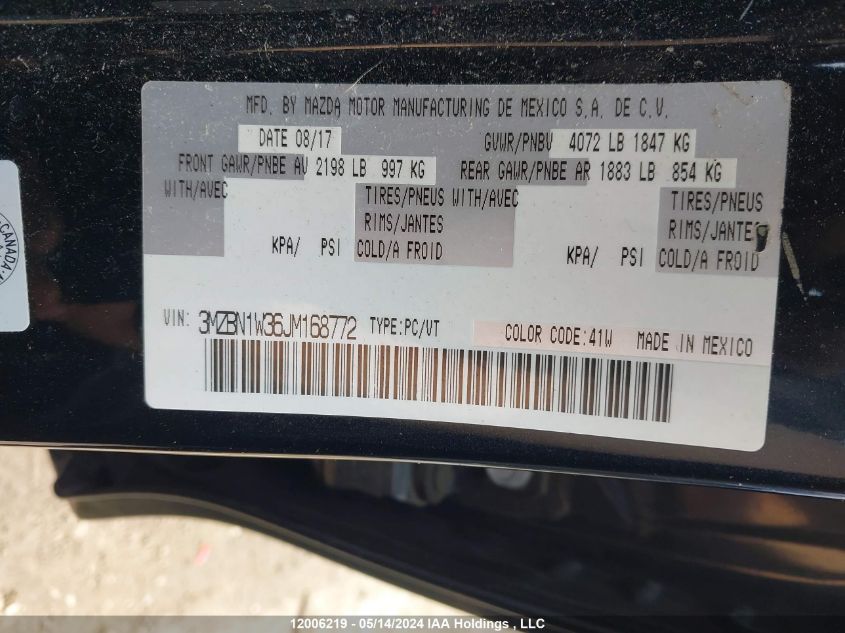 MFD. BY MAZDA MOTOR MANUFACTURING DE MEXICO S.A. DE C.V.
DATE 08/17 GVWR/PNBV 4072 LB 1847 KG
FRONT GAWR/PNBE AV 2198 LB 997 KG REAR GAWR/PNBE AR 1883 LB 854 KG
WITH/AVEC TIRES/PNEUS WITH/AVEC TIRES/PNEUS
RIMS/JANTES RIMS/JANTES
KPA/ PSI COLD/A FROID KPA/ PSI COLD/A FROID
CANADA
VIN: 3MZBN1W36JM168772 TYPE:PC/VT COLOR CODE:41W MADE IN MEXICO
12006219 - 05/14/2024 IAA Holdings , LLC